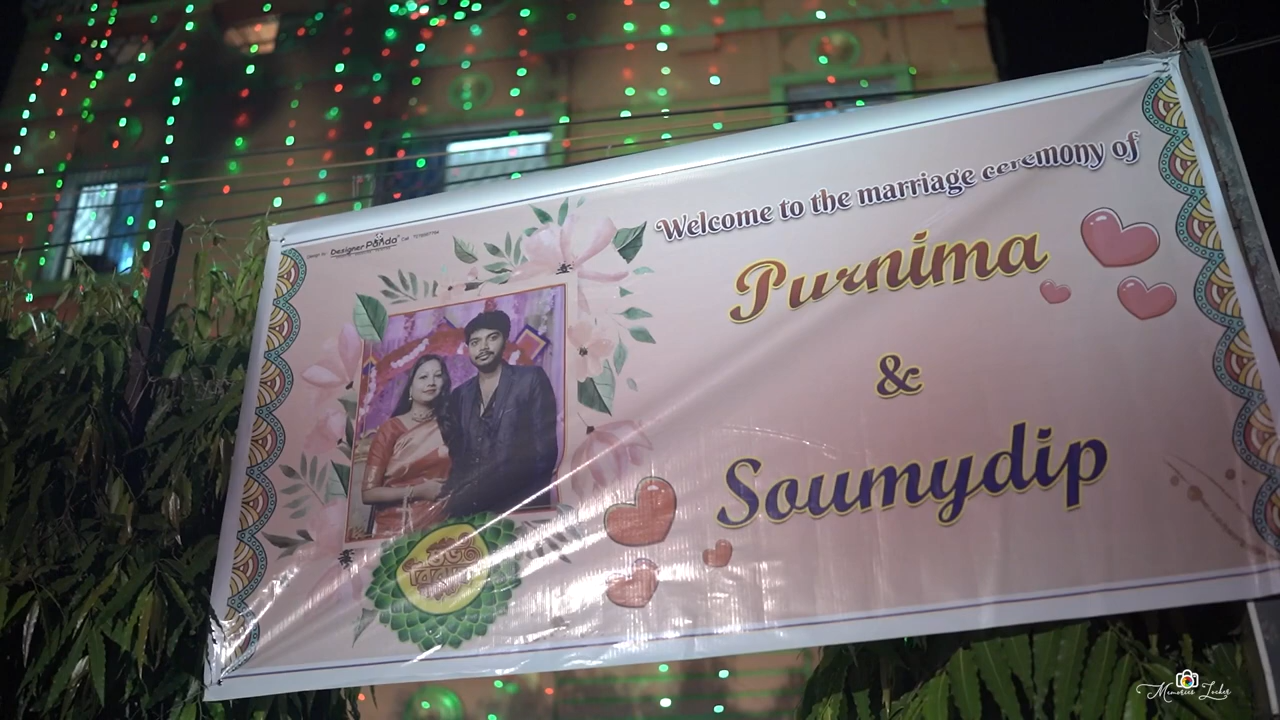 Designer Panda
Welcome to the marriage ceremony of
Purnima
&
Soumydip
শুভ
বিবাহ
Memories Locker